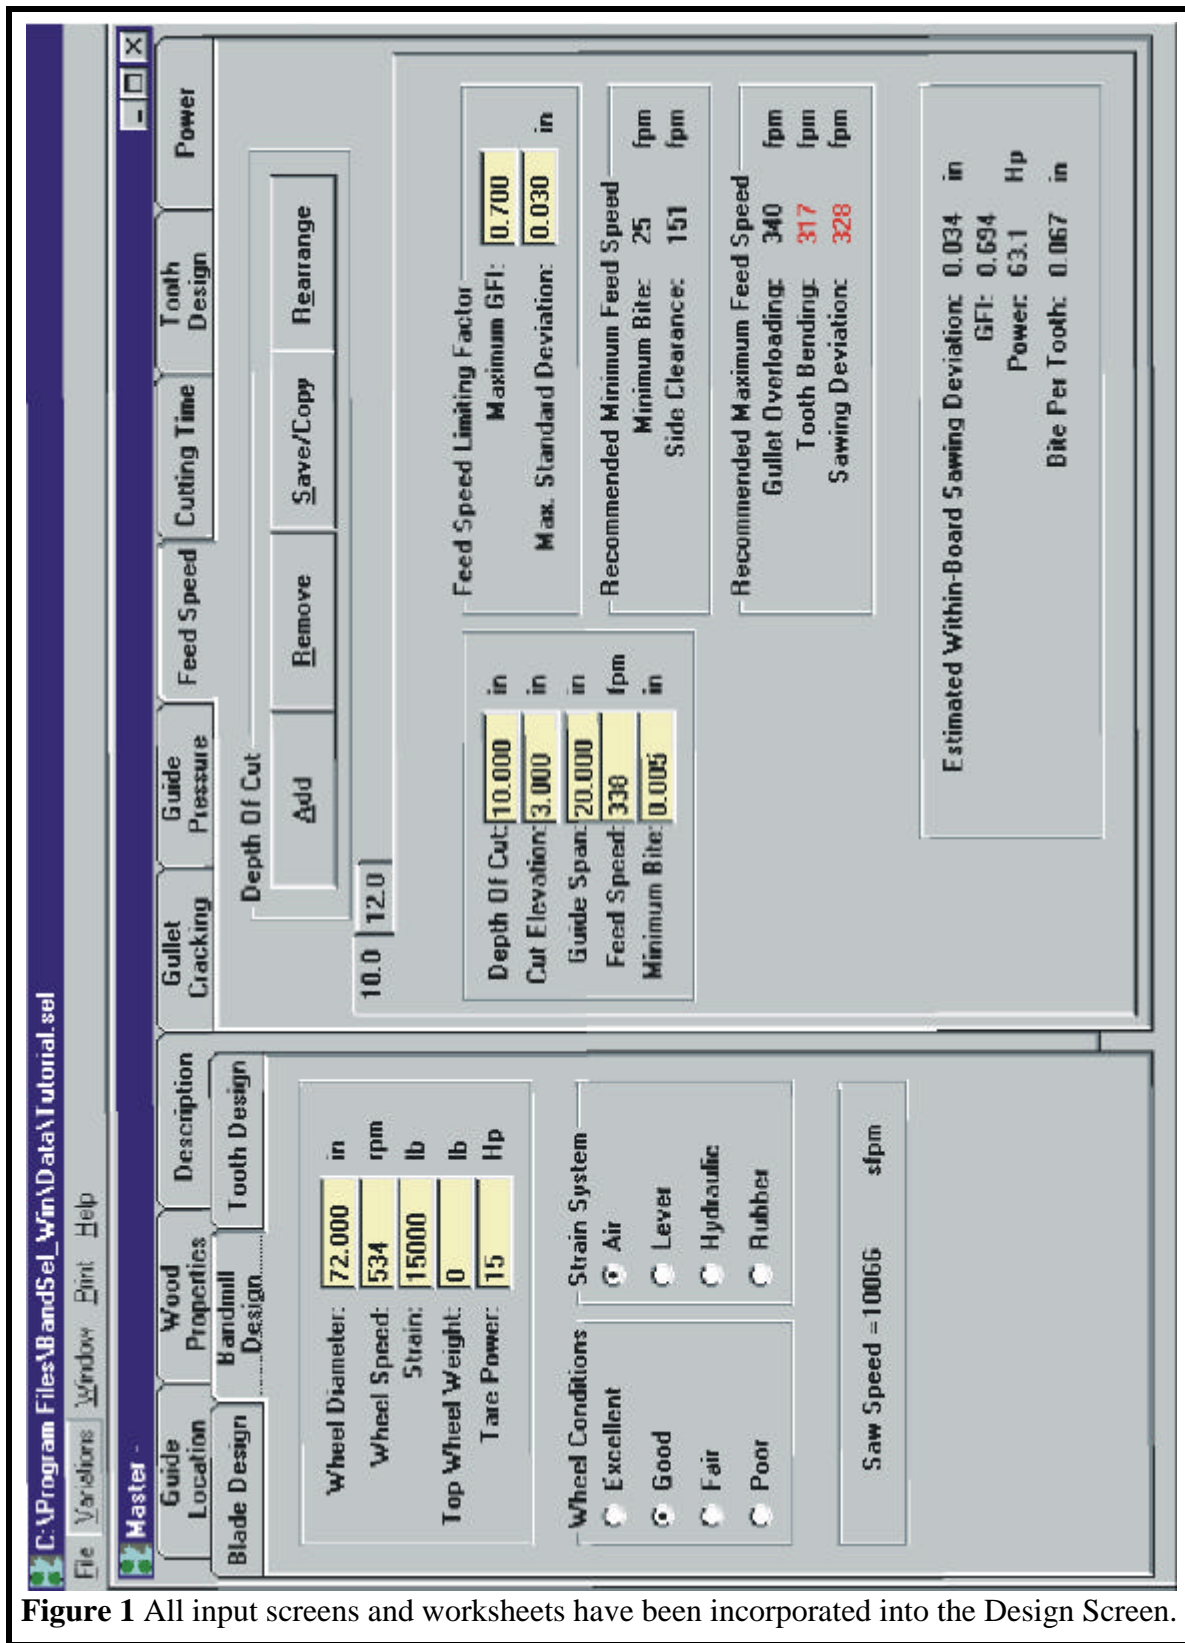 C:\Program Files\BandSel_Win\Data\Tutorial.sel
File Variations Window Print Help
Master -
Guide Location
Wood Properties
Description
Blade Design
Bandmill Design
Tooth Design
Wheel Diameter: 72.000 in
Wheel Speed: 534 rpm
Strain: 15000 lb
Top Wheel Weight: 0 lb
Tare Power: 15 Hp
Wheel Conditions
Excellent
Good
Fair
Poor
Strain System
Air
Lever
Hydraulic
Rubber
Saw Speed =10066 sfpm
Gullet Cracking
Guide Pressure
Feed Speed
Cutting Time
Tooth Design
Power
Depth Of Cut
Add Remove Save/Copy Rearrange
10.0 12.0
Depth Of Cut: 10.000 in
Cut Elevation: 3.000 in
Guide Span: 20.000 in
Feed Speed: 338 fpm
Minimum Bite: 0.005 in
Feed Speed Limiting Factor
Maximum GFI: 0.700
Max. Standard Deviation: 0.030 in
Recommended Minimum Feed Speed
Minimum Bite: 25 fpm
Side Clearance: 151 fpm
Recommended Maximum Feed Speed
Gullet Overloading: 340 fpm
Tooth Bending: 317 fpm
Sawing Deviation: 328 fpm
Estimated Within-Board Sawing Deviation: 0.034 in
GFI: 0.694
Power: 63.1 Hp
Bite Per Tooth: 0.067 in
Figure 1 All input screens and worksheets have been incorporated into the Design Screen.